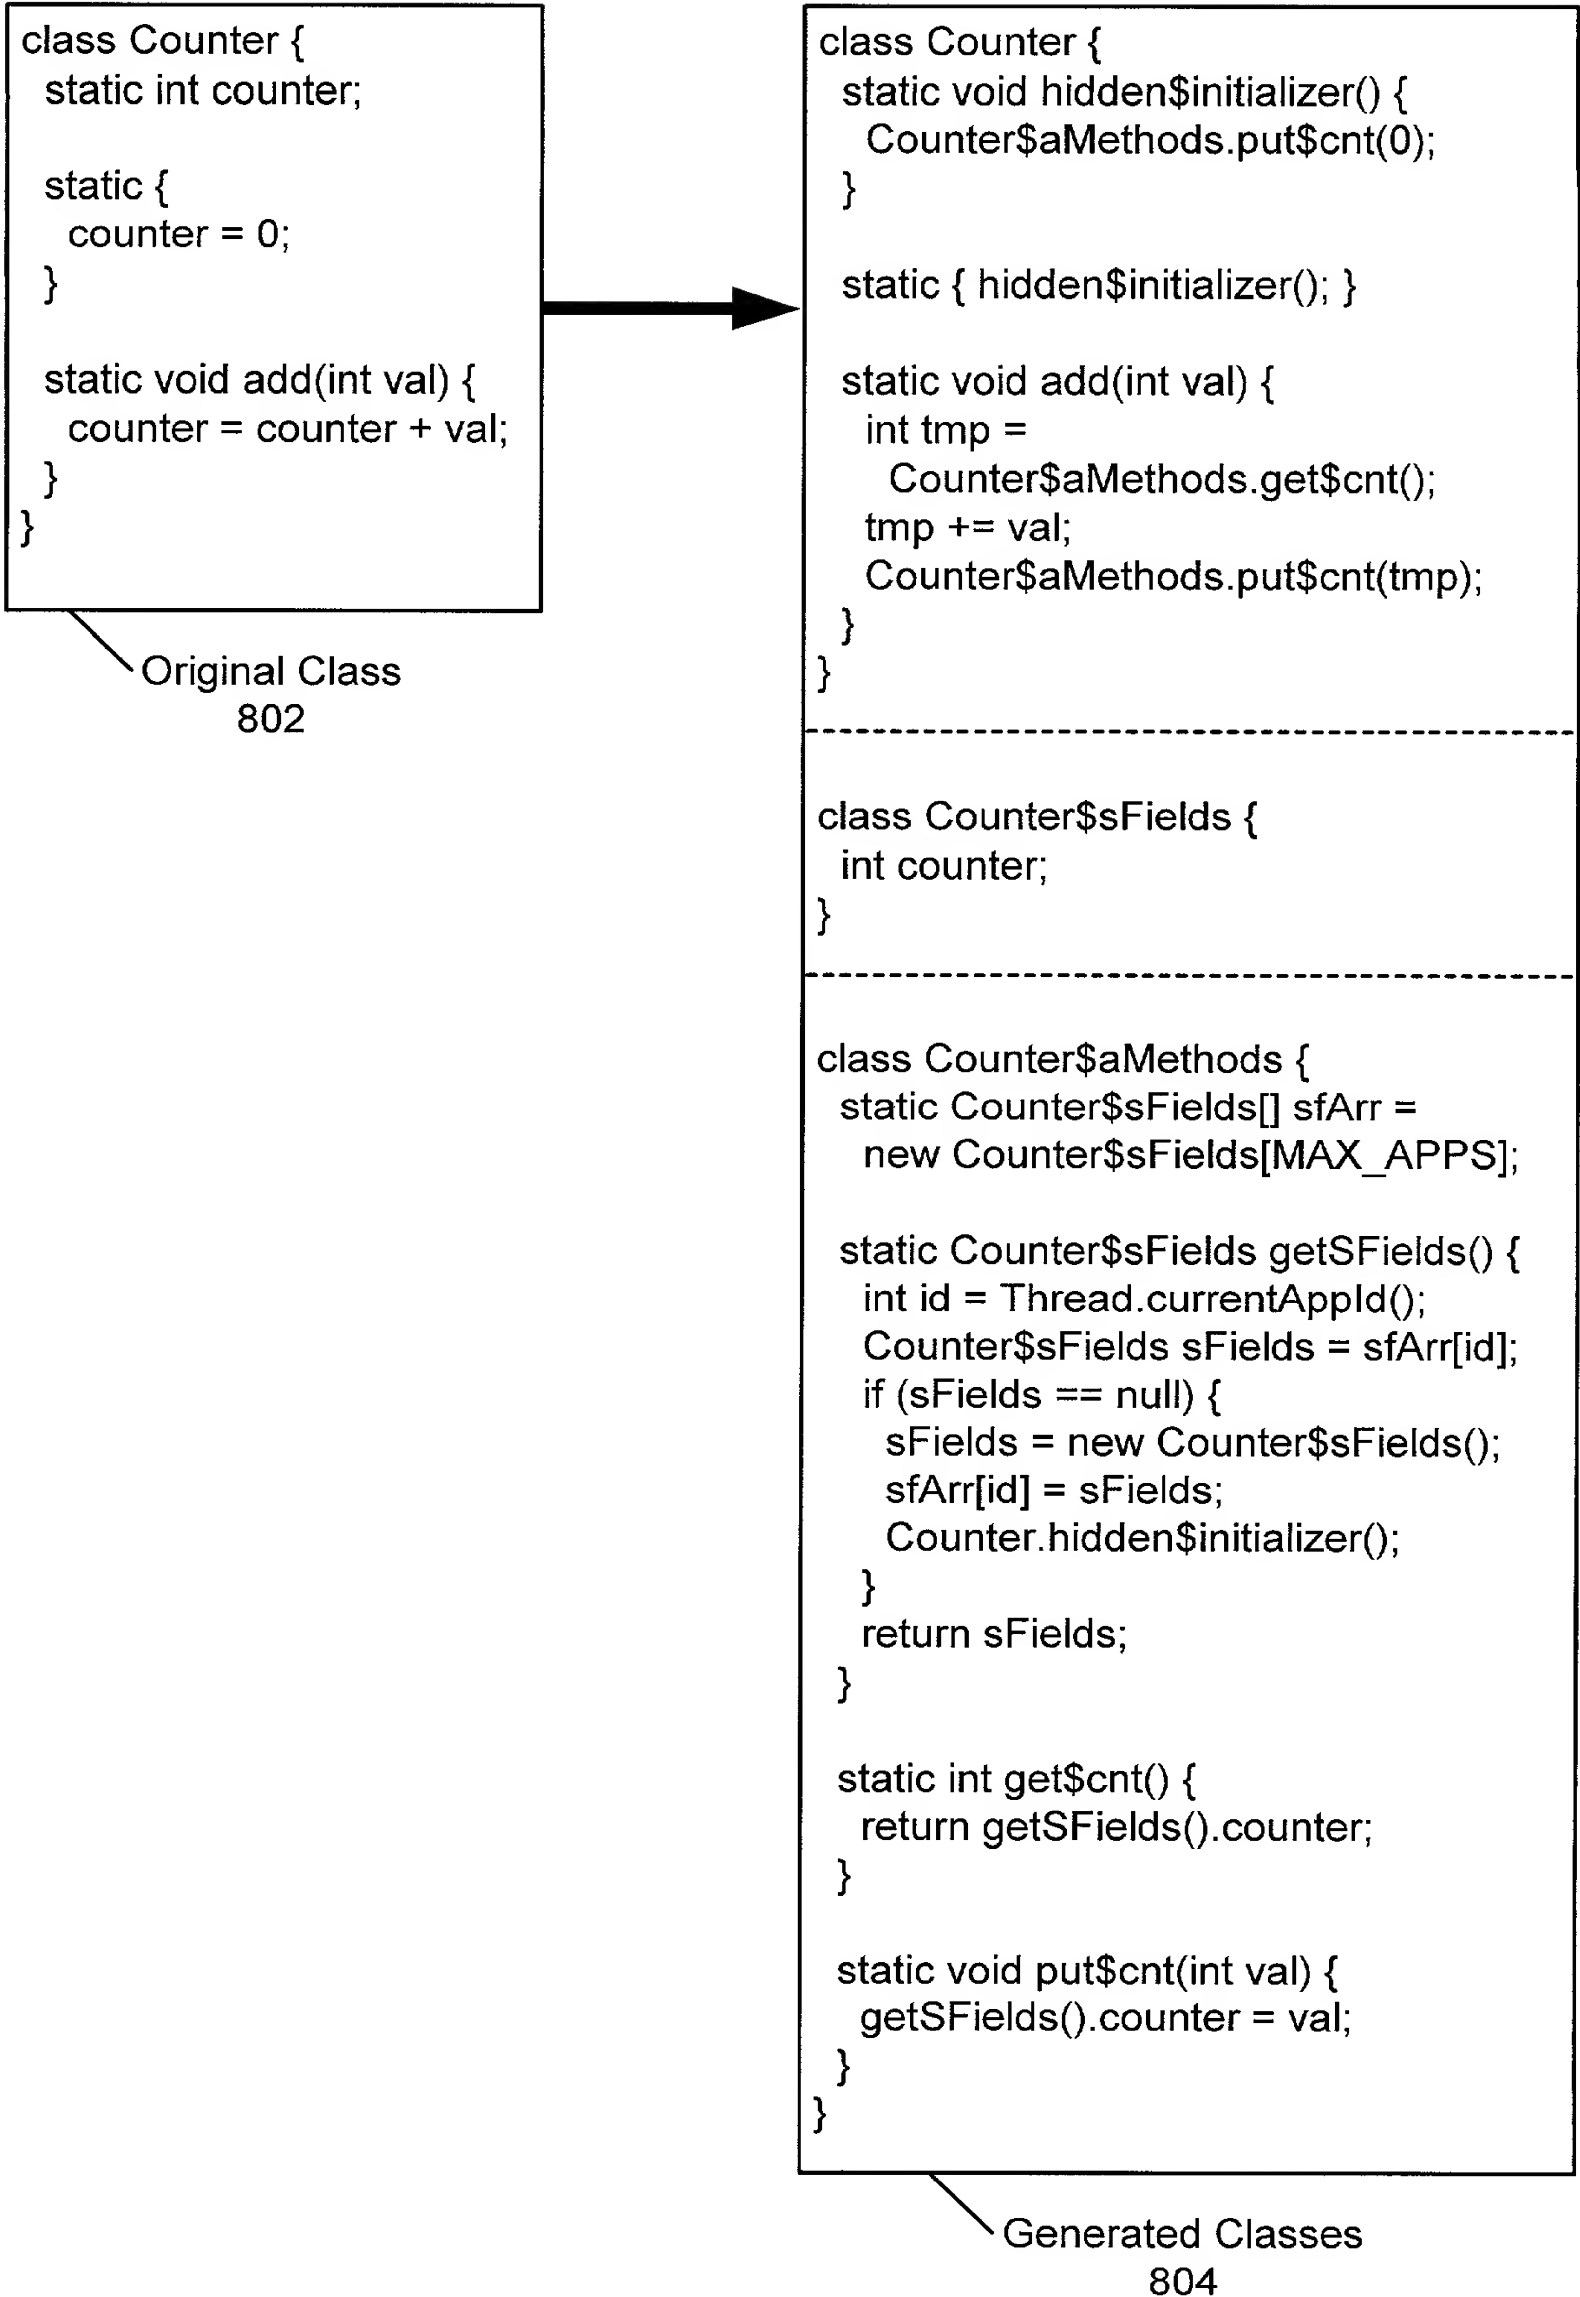 class Counter {
static int counter;
static {
counter = 0;
}
static void add(int val) {
counter = counter + val;
}
}
Original Class
802
class Counter {
static void hidden$initializer() {
Counter$aMethods.put$cnt(0);
}
static { hidden$initializer(); }
static void add(int val) {
int tmp =
Counter$aMethods.get$cnt();
tmp += val;
Counter$aMethods.put$cnt(tmp);
}
}
class Counter$sFields {
int counter;
}
class Counter$aMethods {
static Counter$sFields[] sfArr =
new Counter$sFields[MAX_APPS];
static Counter$sFields getSFields() {
int id = Thread.currentAppId();
Counter$sFields sFields = sfArr[id];
if (sFields == null) {
sFields = new Counter$sFields();
sfArr[id] = sFields;
Counter.hidden$initializer();
}
return sFields;
}
static int get$cnt() {
return getSFields().counter;
}
static void put$cnt(int val) {
getSFields().counter = val;
}
}
Generated Classes
804